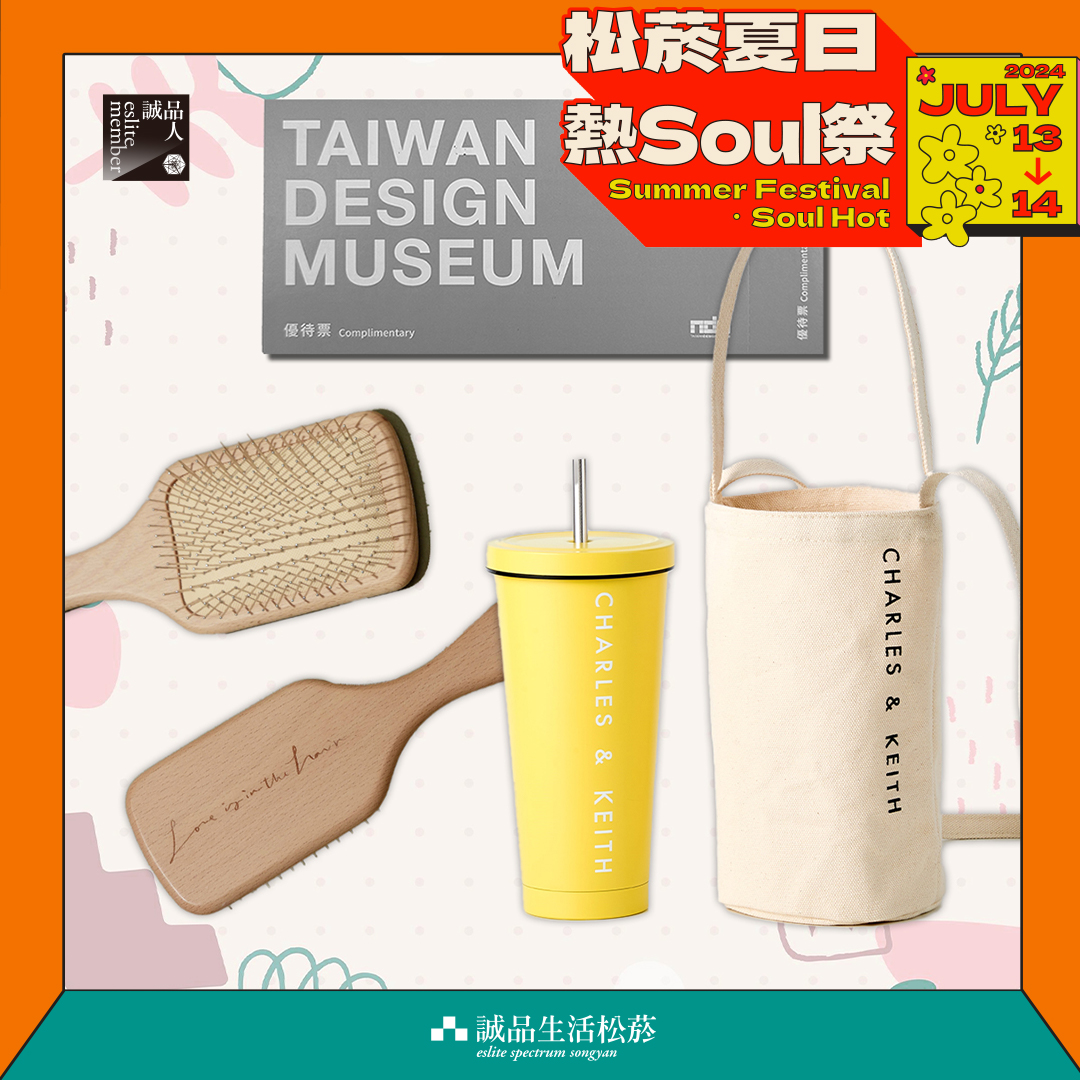 松菸夏日
熱Soul祭
Summer Festival
· Soul Hot
2024
JULY
13
14
誠品人
eslite member
TAIWAN
DESIGN
MUSEUM
優待票 Complimentary
優待票
Love is in the hair
CHARLES & KEITH
CHARLES & KEITH
誠品生活松菸
eslite spectrum songyan